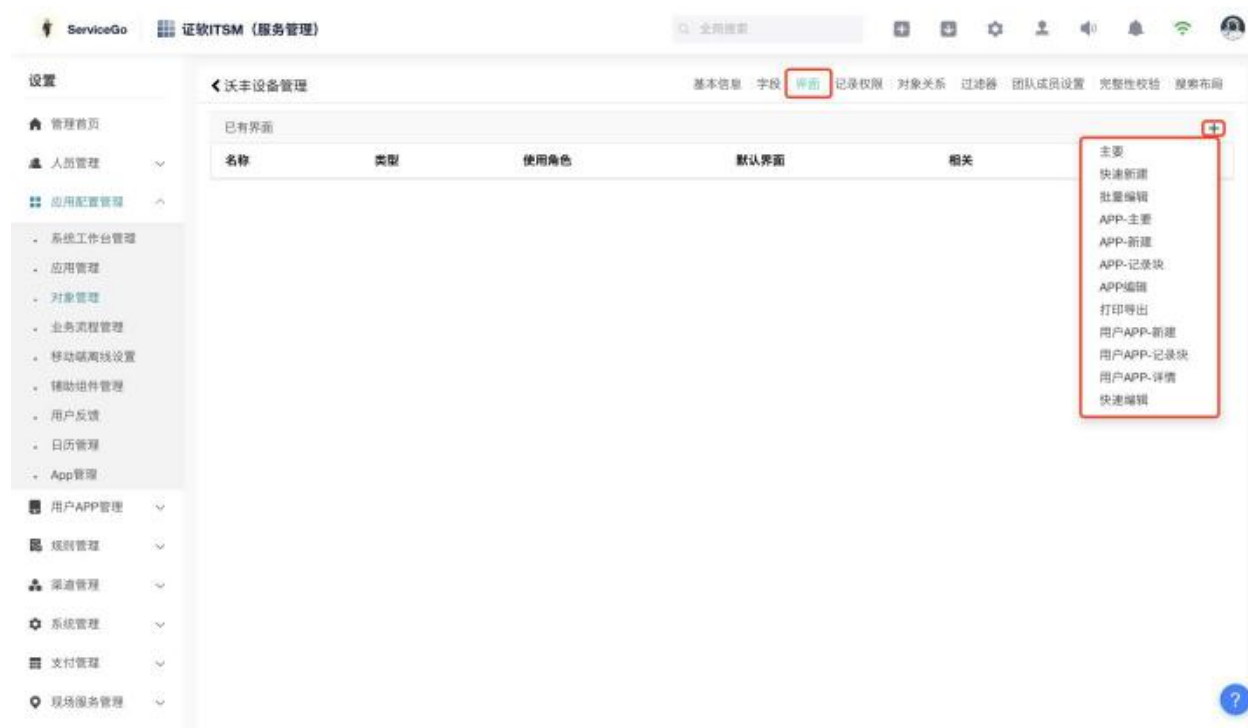 ServiceGo 证软ITSM（服务管理） 全局搜索
设置
沃丰设备管理 基本信息 字段 界面 记录权限 对象关系 过滤器 团队成员设置 完整性校验 搜索布局
管理首页
已有界面
人员管理
名称 类型 使用角色 默认界面 相关
应用配置管理
系统工作台管理
应用管理
对象管理
业务流程管理
移动端离线设置
辅助组件管理
用户反馈
日历管理
App管理
用户APP管理
规则管理
渠道管理
系统管理
支付管理
现场服务管理
主要
快速新建
批量编辑
APP-主要
APP-新建
APP-记录块
APP编辑
打印导出
用户APP-新建
用户APP-记录块
用户APP-详情
快速编辑
?